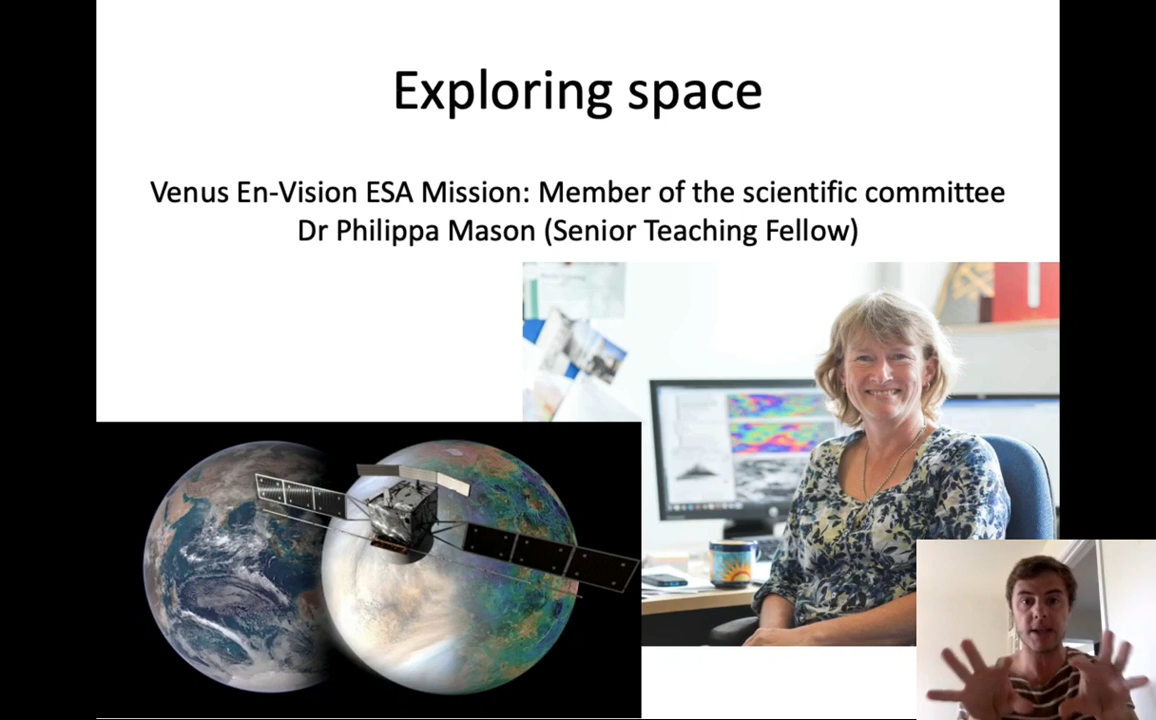 Exploring space
Venus En-Vision ESA Mission: Member of the scientific committee
Dr Philippa Mason (Senior Teaching Fellow)